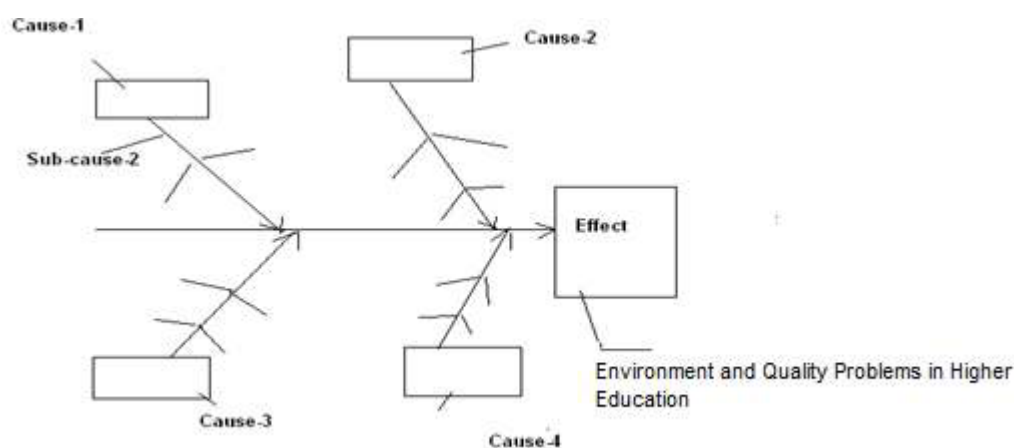 Cause-1
Cause-2
Sub-cause-2
Effect
Environment and Quality Problems in Higher
Education
Cause-3
Cause-4